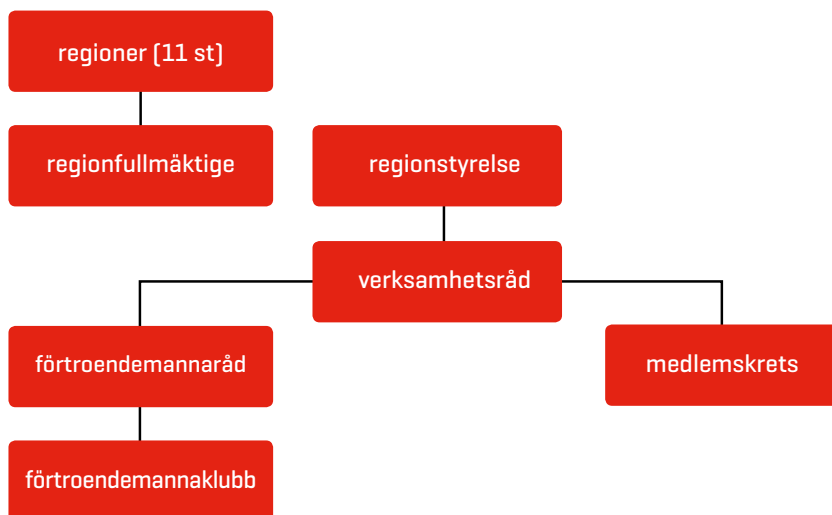 regioner (11 st)
regionfullmäktige
regionstyrelse
verksamhetsråd
förtroendemannaråd
medlemskrets
förtroendemannaklubb